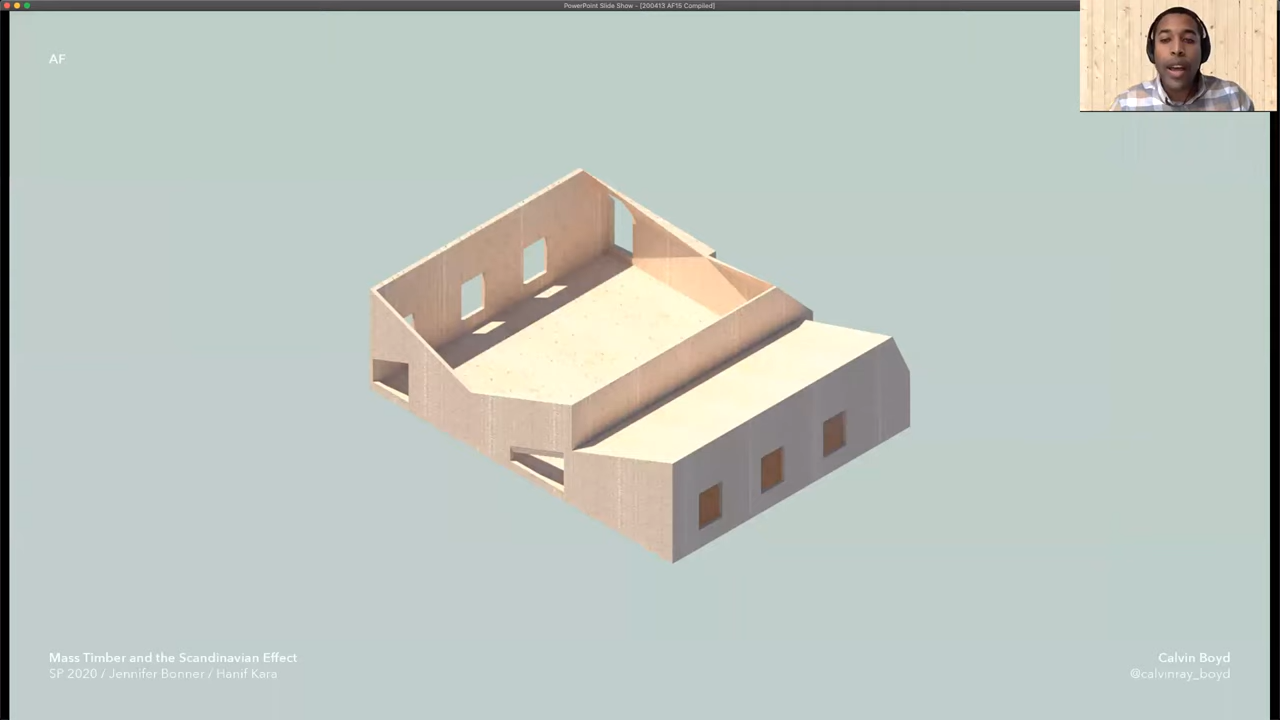 PowerPoint Slide Show - [200413 AF15 Compiled]
AF
Mass Timber and the Scandinavian Effect
SP 2020 / Jennifer Bonner / Hanif Kara
Calvin Boyd
@calvinray_boyd